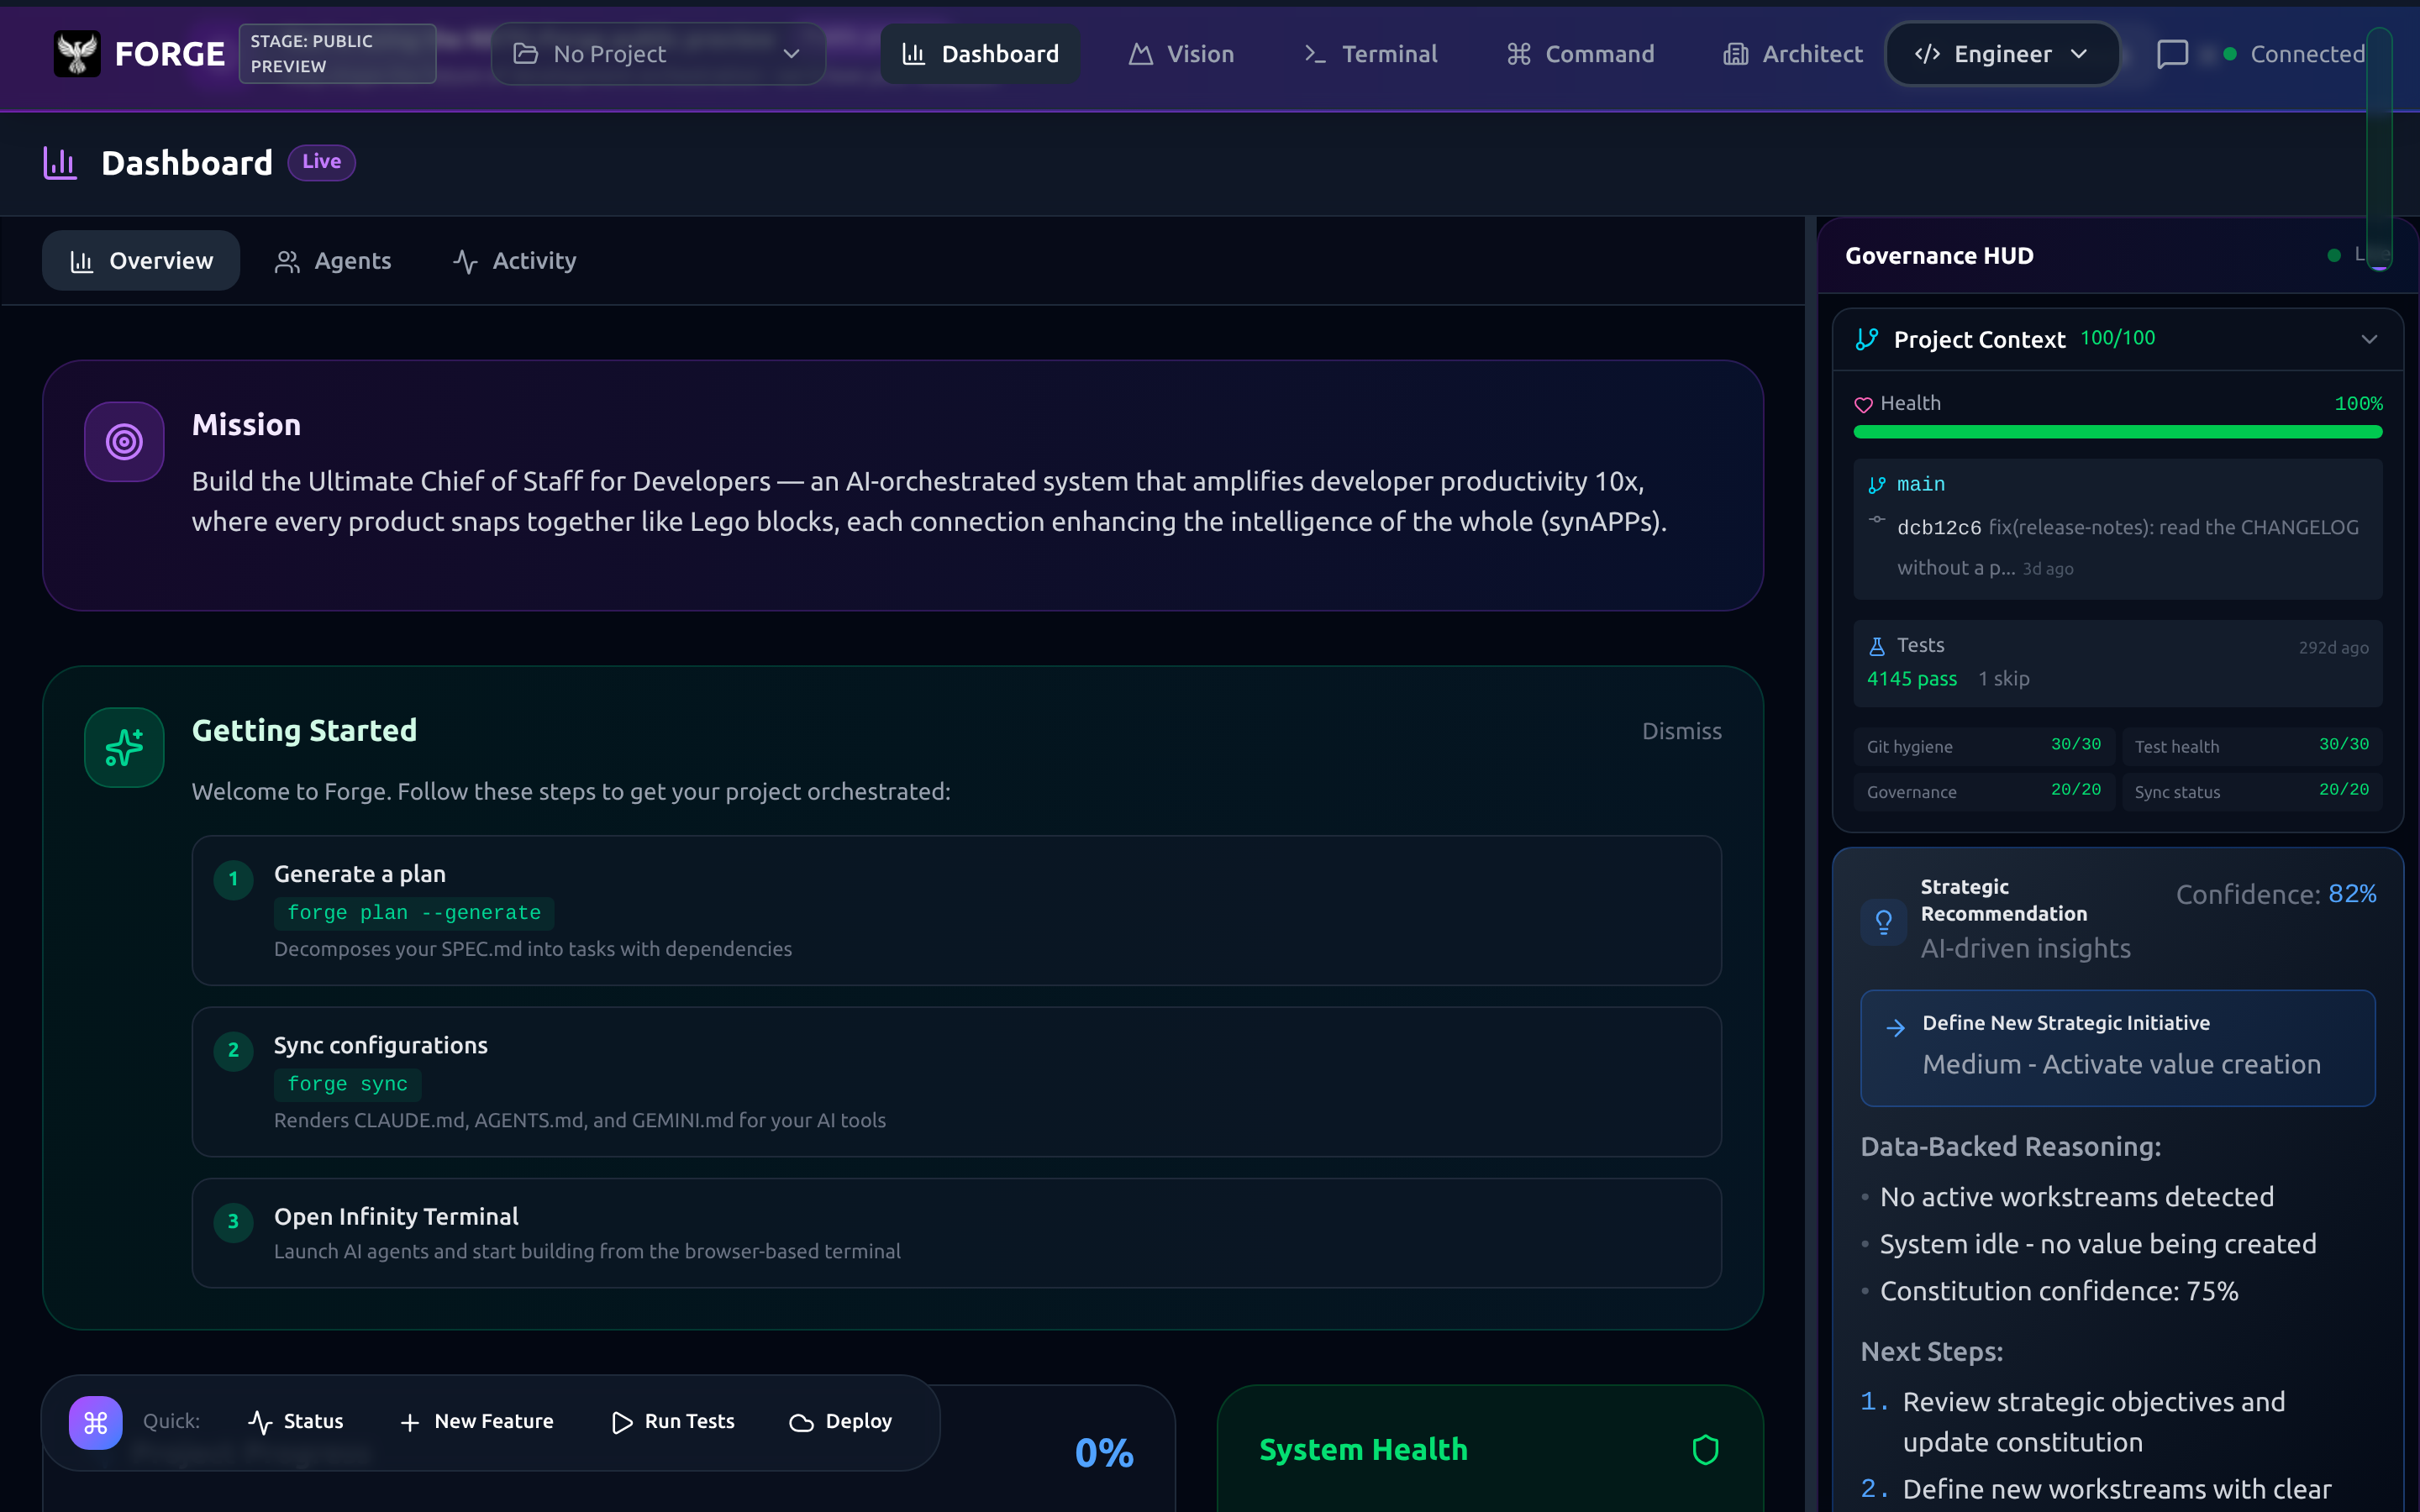 FORGE
STAGE: PUBLIC
PREVIEW
No Project
Dashboard
Vision
Terminal
Command
Architect
Engineer
Connected
Dashboard
Live
Overview
Agents
Activity
Mission
Build the Ultimate Chief of Staff for Developers — an AI-orchestrated system that amplifies developer productivity 10x,
where every product snaps together like Lego blocks, each connection enhancing the intelligence of the whole (synAPPs).
Getting Started
Dismiss
Welcome to Forge. Follow these steps to get your project orchestrated:
1
Generate a plan
forge plan --generate
Decomposes your SPEC.md into tasks with dependencies
2
Sync configurations
forge sync
Renders CLAUDE.md, AGENTS.md, and GEMINI.md for your AI tools
3
Open Infinity Terminal
Launch AI agents and start building from the browser-based terminal
Quick:
Status
New Feature
Run Tests
Deploy
0%
System Health
Governance HUD
Project Context 100/100
Health 100%
main
dcb12c6 fix(release-notes): read the CHANGELOG
without a p... 3d ago
Tests 292d ago
4145 pass 1 skip
Git hygiene 30/30
Test health 30/30
Governance 20/20
Sync status 20/20
Strategic
Recommendation
Confidence: 82%
AI-driven insights
Define New Strategic Initiative
Medium - Activate value creation
Data-Backed Reasoning:
• No active workstreams detected
• System idle - no value being created
• Constitution confidence: 75%
Next Steps:
1. Review strategic objectives and
update constitution
2. Define new workstreams with clear